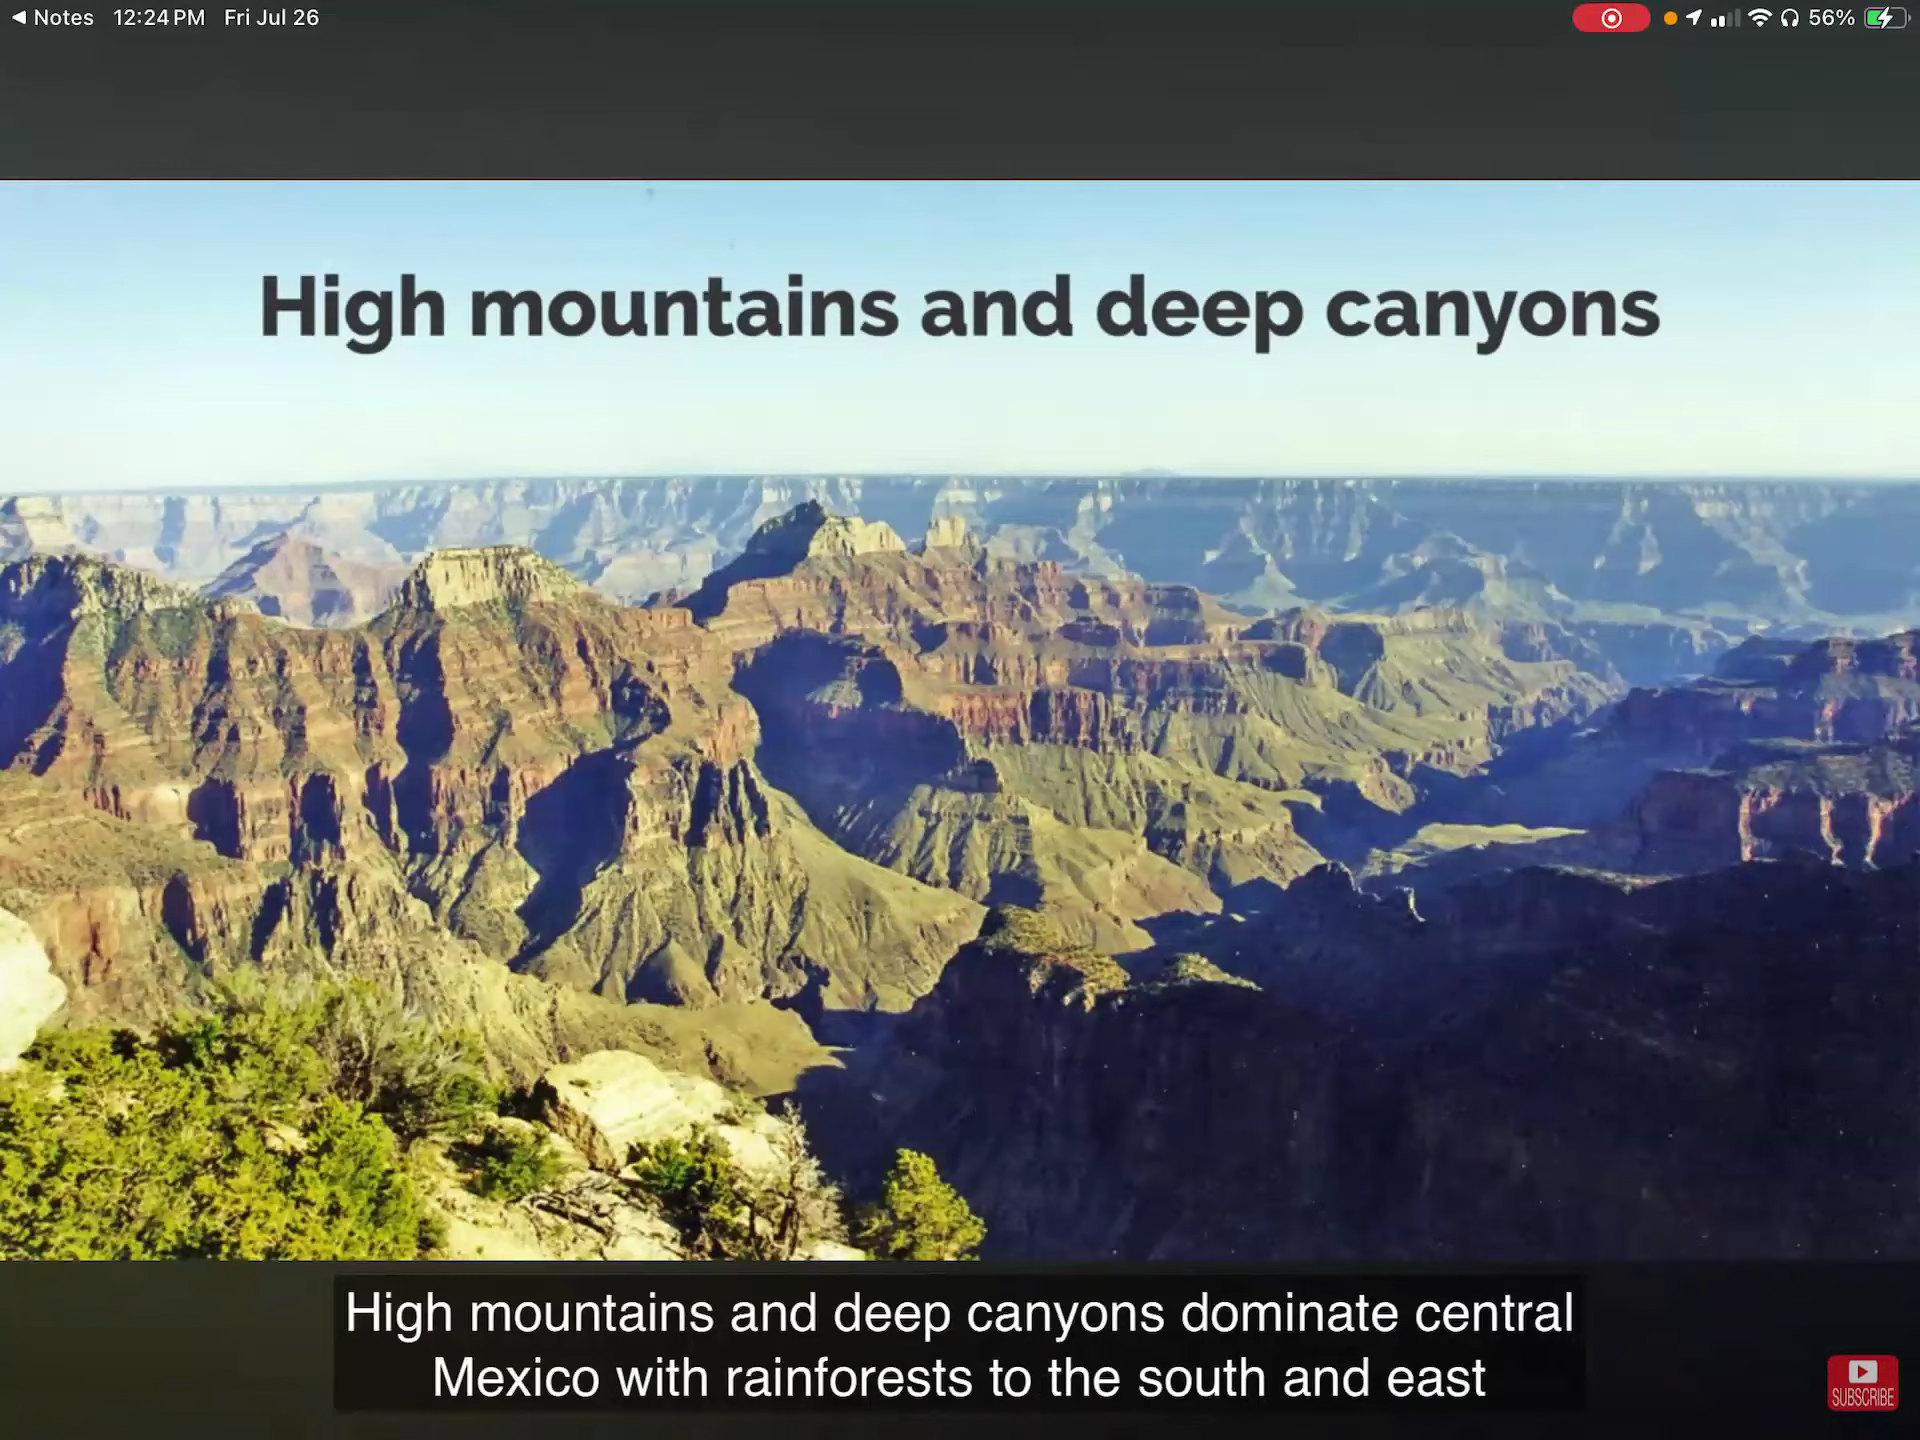 Notes 12:24 PM Fri Jul 26 56%
High mountains and deep canyons
High mountains and deep canyons dominate central
Mexico with rainforests to the south and east
SUBSCRIBE